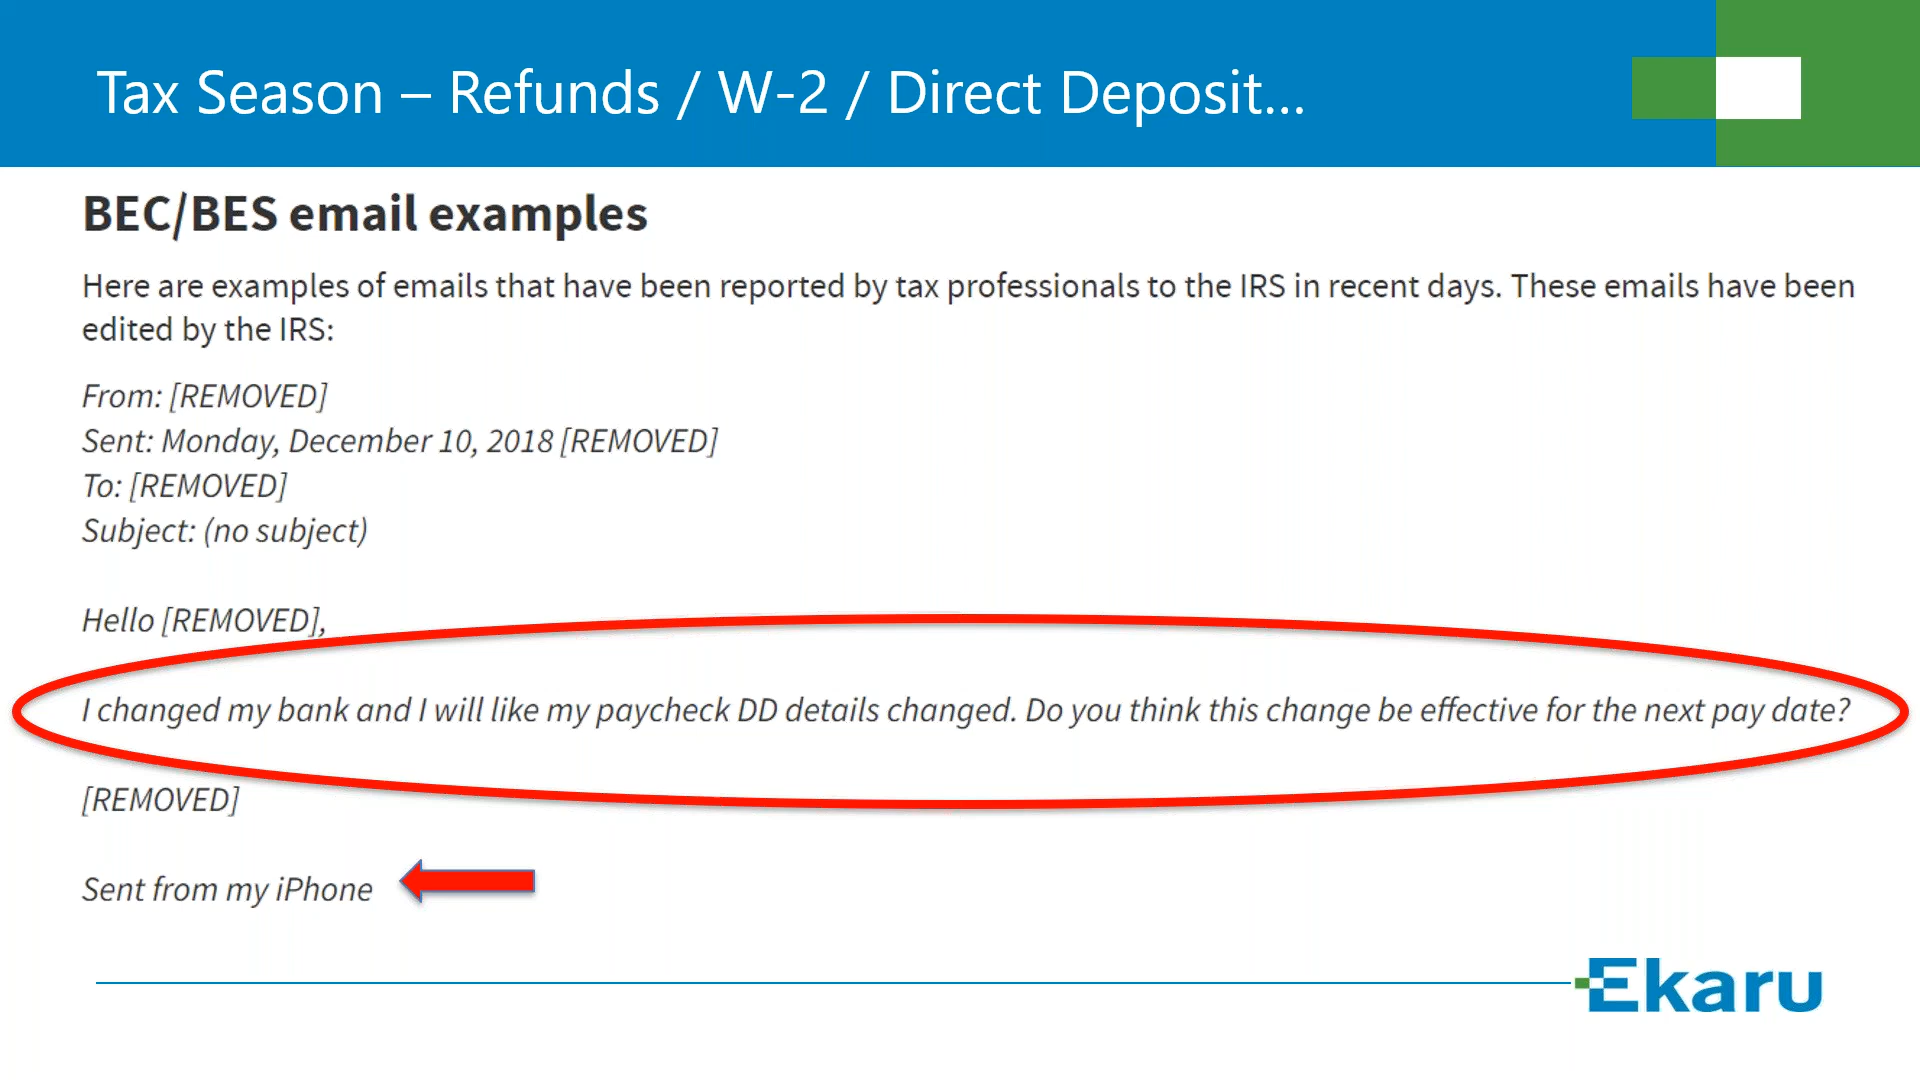 Tax Season – Refunds / W-2 / Direct Deposit...
BEC/BES email examples
Here are examples of emails that have been reported by tax professionals to the IRS in recent days. These emails have been
edited by the IRS:
From: [REMOVED]
Sent: Monday, December 10, 2018 [REMOVED]
To: [REMOVED]
Subject: (no subject)
Hello [REMOVED],
I changed my bank and I will like my paycheck DD details changed. Do you think this change be effective for the next pay date?
[REMOVED]
Sent from my iPhone
Ekaru